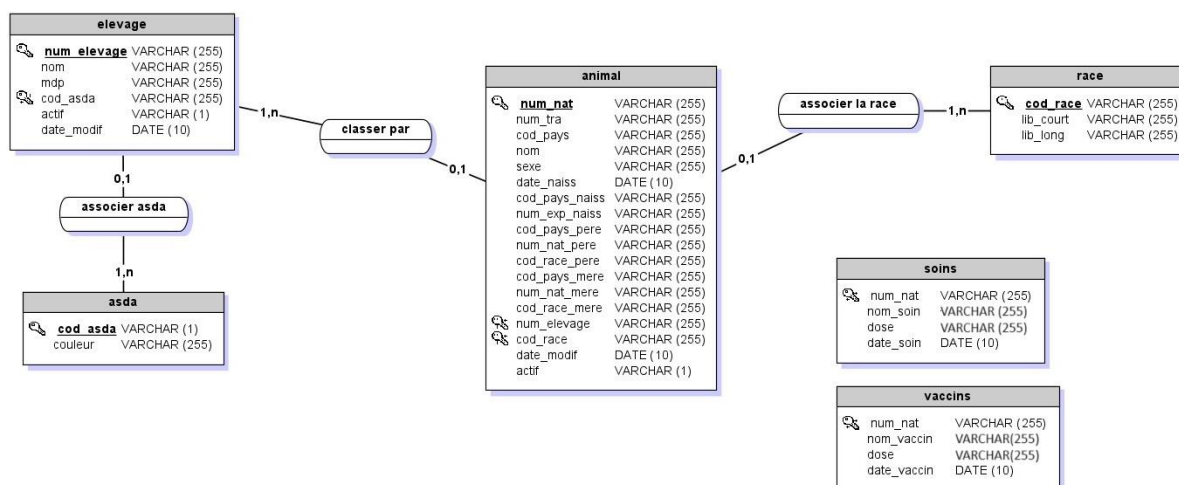 elevage
num_elevage VARCHAR (255)
nom VARCHAR (255)
mdp VARCHAR (255)
cod_asda VARCHAR (255)
actif VARCHAR (1)
date_modif DATE (10)
1,n
classer par
0,1
0,1
associer asda
1,n
asda
cod_asda VARCHAR (1)
couleur VARCHAR (255)
animal
num_nat VARCHAR (255)
num_tra VARCHAR (255)
cod_pays VARCHAR (255)
nom VARCHAR (255)
sexe VARCHAR (255)
date_naiss DATE (10)
cod_pays_naiss VARCHAR (255)
num_exp_naiss VARCHAR (255)
cod_pays_pere VARCHAR (255)
num_nat_pere VARCHAR (255)
cod_race_pere VARCHAR (255)
cod_pays_mere VARCHAR (255)
num_nat_mere VARCHAR (255)
cod_race_mere VARCHAR (255)
num_elevage VARCHAR (255)
cod_race VARCHAR (255)
date_modif DATE (10)
actif VARCHAR (1)
0,1
associer la race
1,n
race
cod_race VARCHAR (255)
lib_court VARCHAR (255)
lib_long VARCHAR (255)
soins
num_nat VARCHAR (255)
nom_soin VARCHAR (255)
dose VARCHAR (255)
date_soin DATE (10)
vaccins
num_nat VARCHAR (255)
nom_vaccin VARCHAR(255)
dose VARCHAR(255)
date_vaccin DATE (10)